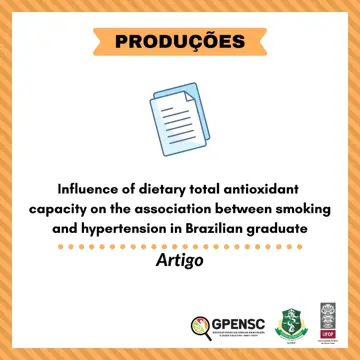 PRODUÇÕES
Influence of dietary total antioxidant
capacity on the association between smoking
and hypertension in Brazilian graduate
Artigo
GPENSC
UFOP